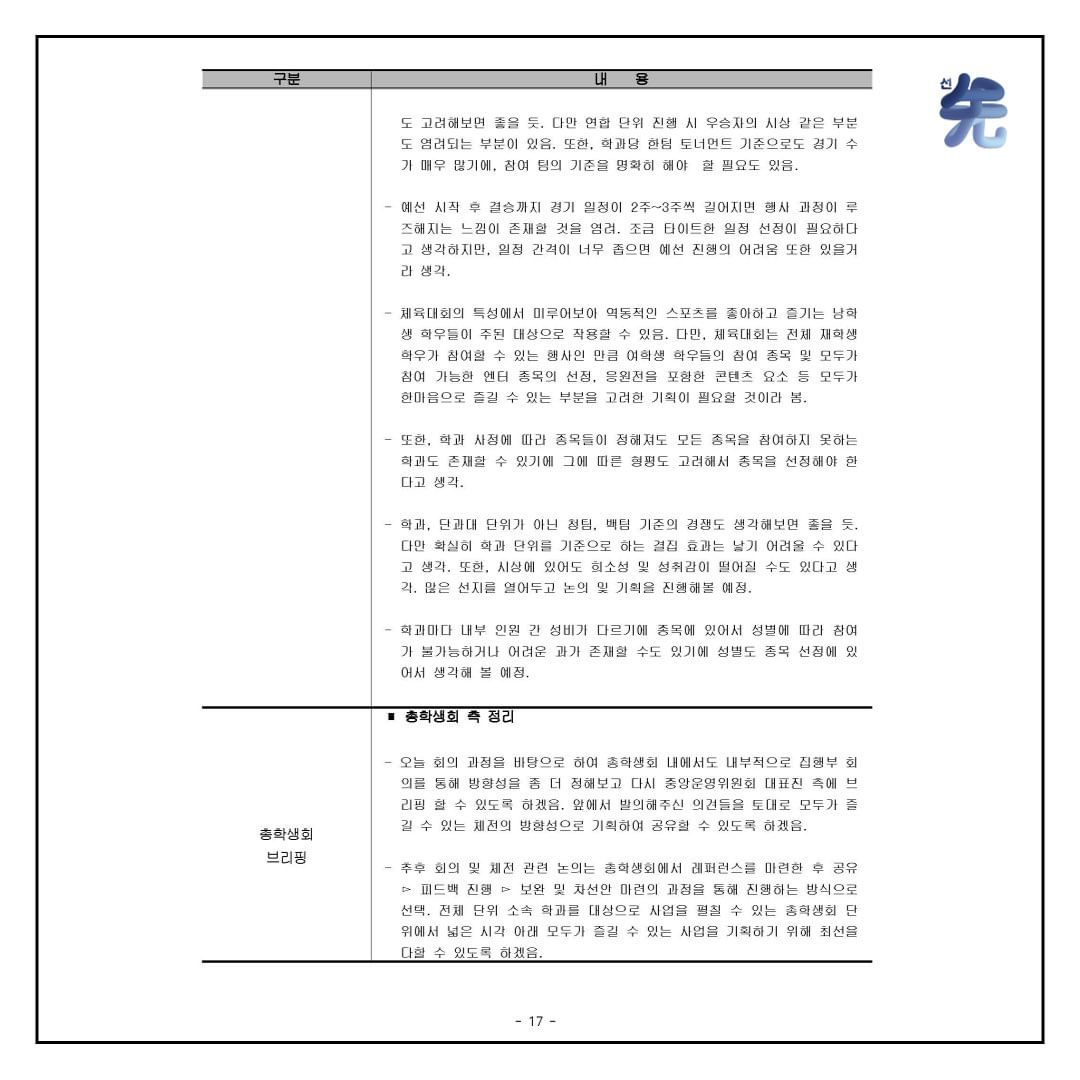 구분 내 용
선 先
도 고려해보면 좋을 듯. 다만 연합 단위 진행 시 우승자의 시상 같은 부분
도 염려되는 부분이 있음. 또한, 학과당 한팀 토너먼트 기준으로도 경기 수
가 매우 많기에, 참여 팀의 기준을 명확히 해야 할 필요도 있음.
- 예선 시작 후 결승까지 경기 일정이 2주~3주씩 길어지면 행사 과정이 루
즈해지는 느낌이 존재할 것을 염려. 조금 타이트한 일정 선정이 필요하다
고 생각하지만, 일정 간격이 너무 좁으면 예선 진행의 어려움 또한 있을거
라 생각.
- 체육대회의 특성에서 미루어보아 역동적인 스포츠를 좋아하고 즐기는 남학
생 학우들이 주된 대상으로 작용할 수 있음. 다만, 체육대회는 전체 재학생
학우가 참여할 수 있는 행사인 만큼 여학생 학우들의 참여 종목 및 모두가
참여 가능한 엔터 종목의 선정, 응원전을 포함한 콘텐츠 요소 등 모두가
한마음으로 즐길 수 있는 부분을 고려한 기획이 필요할 것이라 봄.
- 또한, 학과 사정에 따라 종목들이 정해져도 모든 종목을 참여하지 못하는
학과도 존재할 수 있기에 그에 따른 형평도 고려해서 종목을 선정해야 한
다고 생각.
- 학과, 단과대 단위가 아닌 청팀, 백팀 기준의 경쟁도 생각해보면 좋을 듯.
다만 확실히 학과 단위를 기준으로 하는 결집 효과는 낳기 어려울 수 있다
고 생각. 또한, 시상에 있어도 희소성 및 성취감이 떨어질 수도 있다고 생
각. 많은 선지를 열어두고 논의 및 기획을 진행해볼 예정.
- 학과마다 내부 인원 간 성비가 다르기에 종목에 있어서 성별에 따라 참여
가 불가능하거나 어려운 과가 존재할 수도 있기에 성별도 종목 선정에 있
어서 생각해 볼 예정.
총학생회
브리핑
■ 총학생회 측 정리
- 오늘 회의 과정을 바탕으로 하여 총학생회 내에서도 내부적으로 집행부 회
의를 통해 방향성을 좀 더 정해보고 다시 중앙운영위원회 대표진 측에 브
리핑 할 수 있도록 하겠음. 앞에서 발의해주신 의견들을 토대로 모두가 즐
길 수 있는 체전의 방향성으로 기획하여 공유할 수 있도록 하겠음.
- 추후 회의 및 체전 관련 논의는 총학생회에서 레퍼런스를 마련한 후 공유
▻ 피드백 진행 ▻ 보완 및 차선안 마련의 과정을 통해 진행하는 방식으로
선택. 전체 단위 소속 학과를 대상으로 사업을 펼칠 수 있는 총학생회 단
위에서 넓은 시각 아래 모두가 즐길 수 있는 사업을 기획하기 위해 최선을
다할 수 있도록 하겠음.
- 17 -